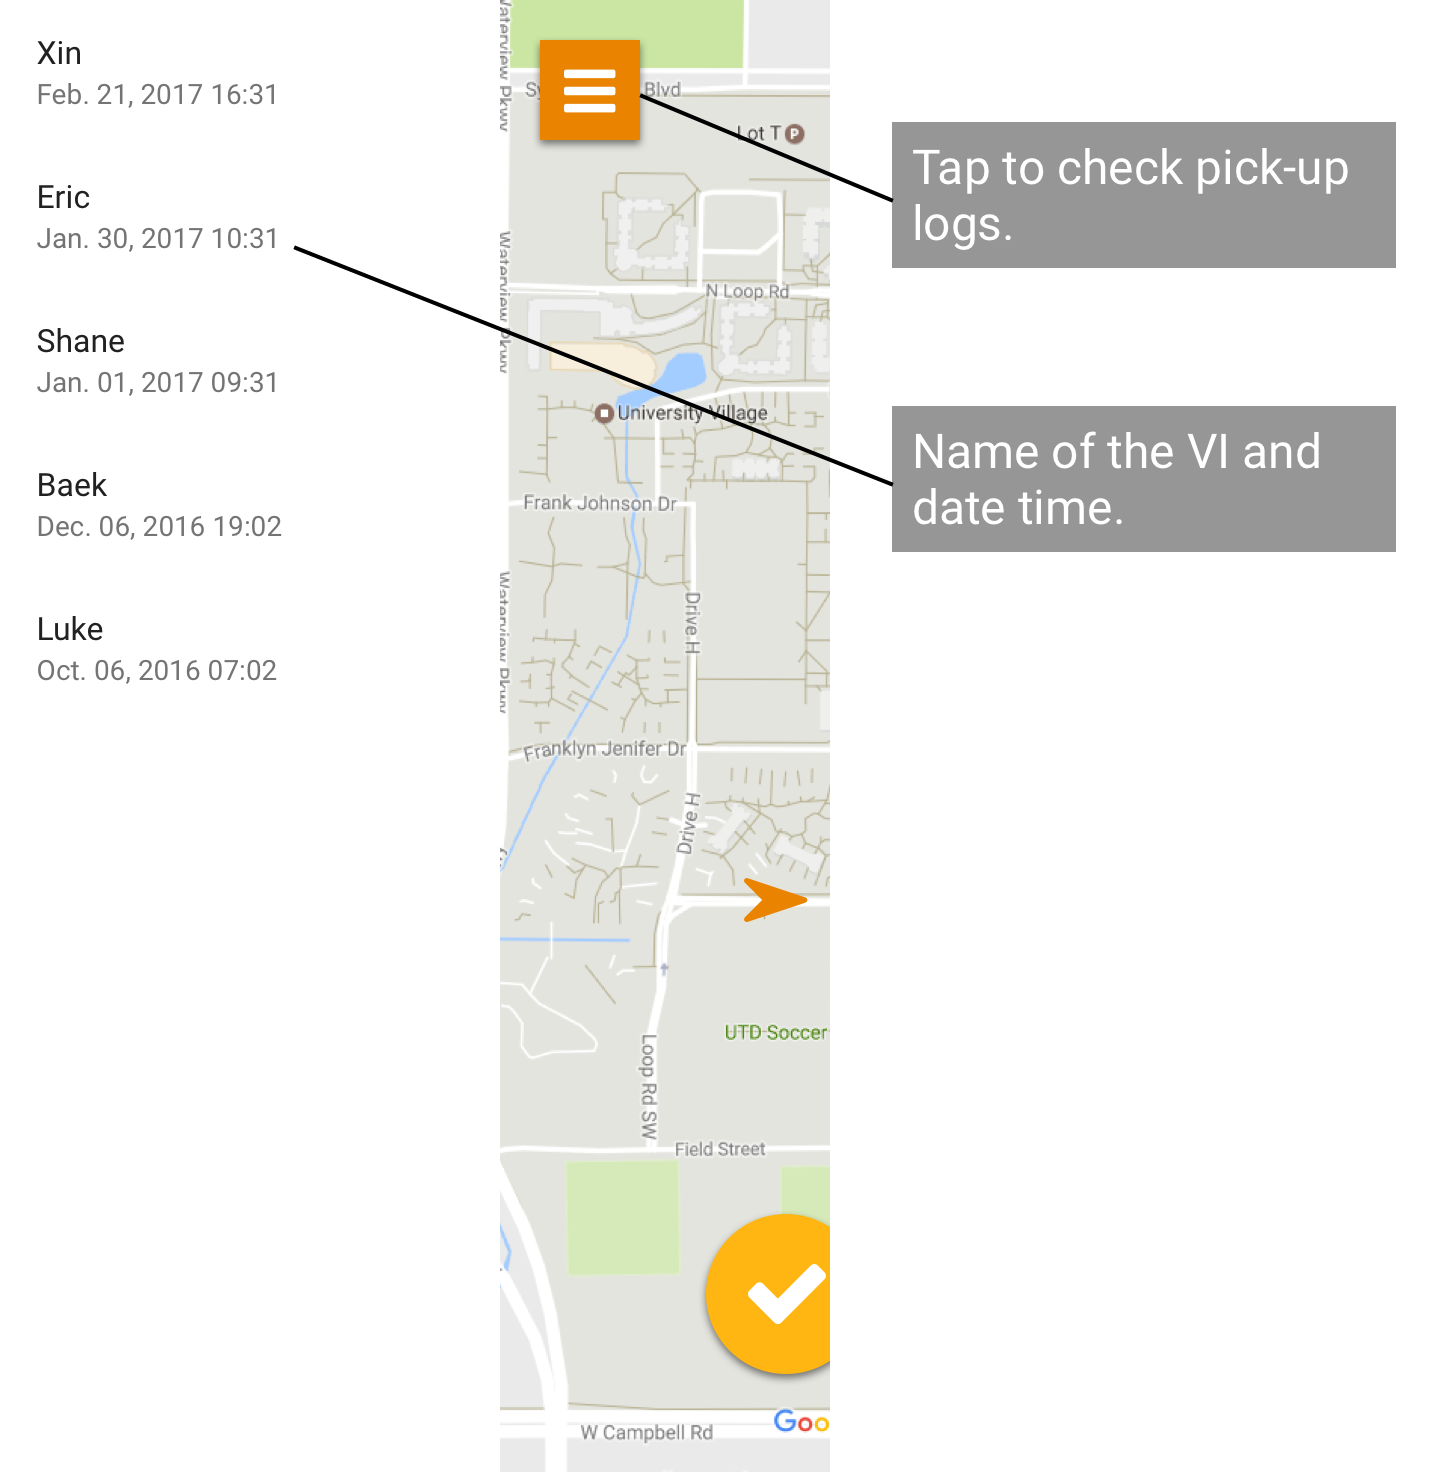 Xin
Feb. 21, 2017 16:31
Eric
Jan. 30, 2017 10:31
Shane
Jan. 01, 2017 09:31
Baek
Dec. 06, 2016 19:02
Luke
Oct. 06, 2016 07:02
Waterview Pkwy
Sy
Blvd
Lot T P
Waterview Pkwy
N Loop Rd
University Village
Frank Johnson Dr
Waterview Pkwy
Drive H
Franklyn Jenifer Dr
Drive H
UTD Soccer
Loop Rd SW
Field Street
Goo
W Campbell Rd
Tap to check pick-up
logs.
Name of the VI and
date time.